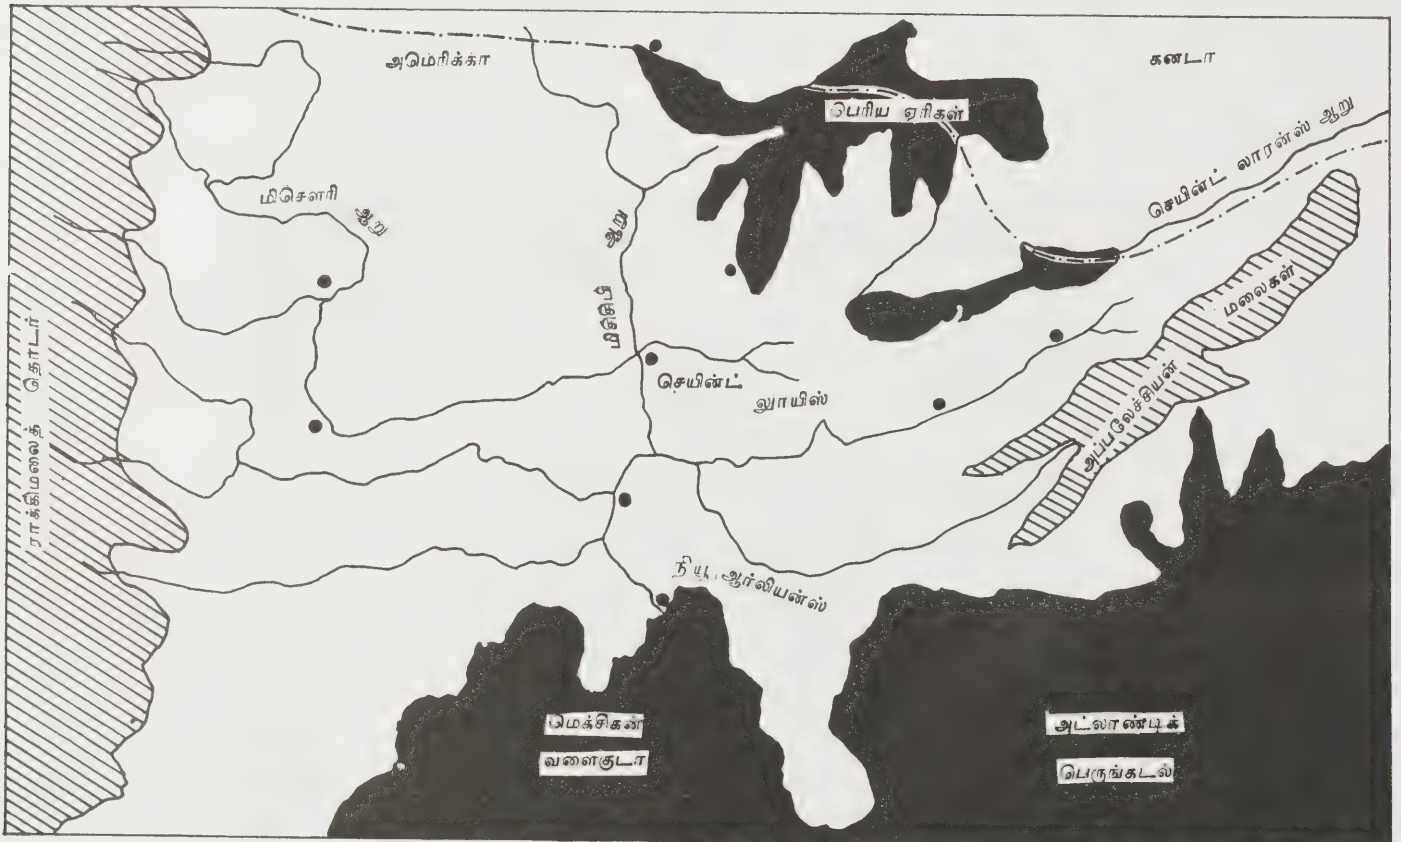 அமெரிக்கா
கனடா
பெரிய ஏரிகள்
செயின்ட் லாரன்ஸ் ஆறு
மிசௌரி ஆறு
மிசிசிபி ஆறு
மலைகள்
அப்பலேச்சியன்
ராக்கிமலைத் தொடர்
செயின்ட்
லூயிஸ்
நியூ ஆர்லியன்ஸ்
மெக்சிகன்
வளைகுடா
அட்லாண்டிக்
பெருங்கடல்